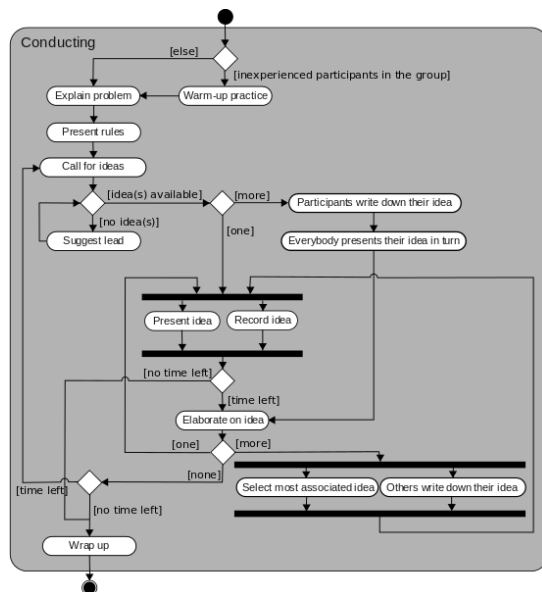 Conducting
[else]
[inexperienced participants in the group]
Explain problem
Warm-up practice
Present rules
Call for ideas
[idea(s) available]
[more]
Participants write down their idea
[no idea(s)]
[one]
Suggest lead
Everybody presents their idea in turn
Present idea
Record idea
[no time left]
[time left]
Elaborate on idea
[one]
[more]
[none]
[time left]
Select most associated idea
Others write down their idea
[no time left]
Wrap up